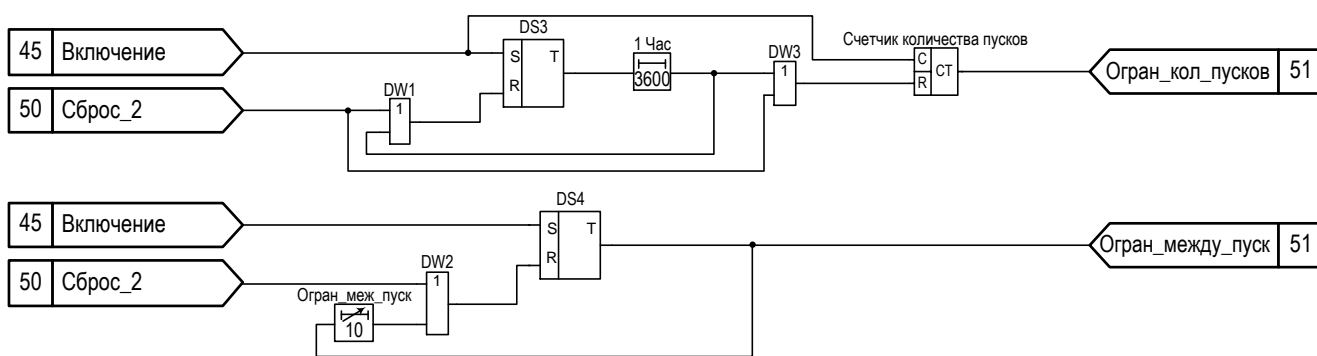 DS3
45 Включение
S T
R
1 Час
3600
DW3
1
Счетчик количества пусков
C
R
CT
Огран_кол_пусков 51
50 Сброс_2
DW1
1
45 Включение
DS4
S T
R
Огран_между_пуск 51
50 Сброс_2
DW2
1
Огран_меж_пуск
10